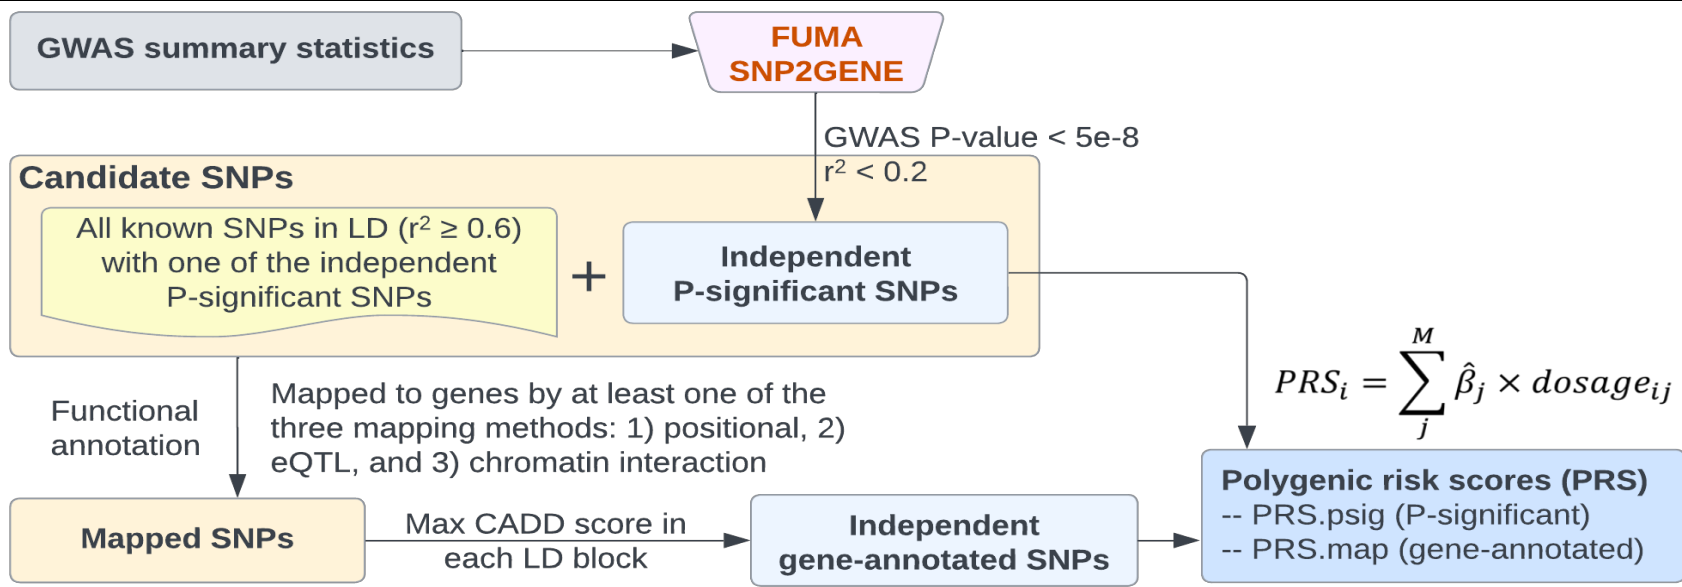 GWAS summary statistics
FUMA
SNP2GENE
GWAS P-value < 5e-8
r² < 0.2
Candidate SNPs
All known SNPs in LD (r² ≥ 0.6)
with one of the independent
P-significant SNPs
+
Independent
P-significant SNPs
Functional
annotation
Mapped to genes by at least one of the
three mapping methods: 1) positional, 2)
eQTL, and 3) chromatin interaction
PRSᵢ = ∑ⱼᴹ β̂ⱼ × dosageᵢⱼ
Mapped SNPs
Max CADD score in
each LD block
Independent
gene-annotated SNPs
Polygenic risk scores (PRS)
-- PRS.psig (P-significant)
-- PRS.map (gene-annotated)